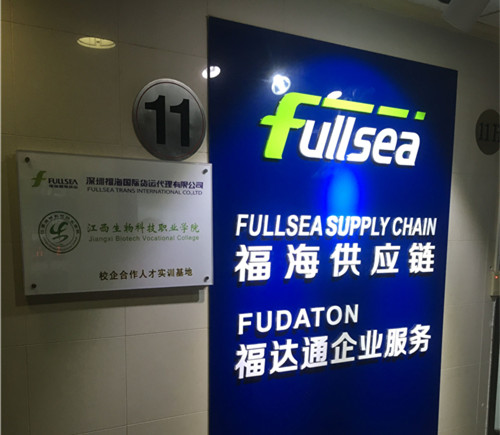 11
FULLSEA
深圳福海国际货运代理有限公司
FULLSEA TRANS INTERNATIONAL CO.,LTD
江西生物科技职业学院
Jiangxi Biotech Vocational College
校企合作人才实训基地
fullsea
FULLSEA SUPPLY CHAIN
福海供应链
FUDATON
福达通企业服务